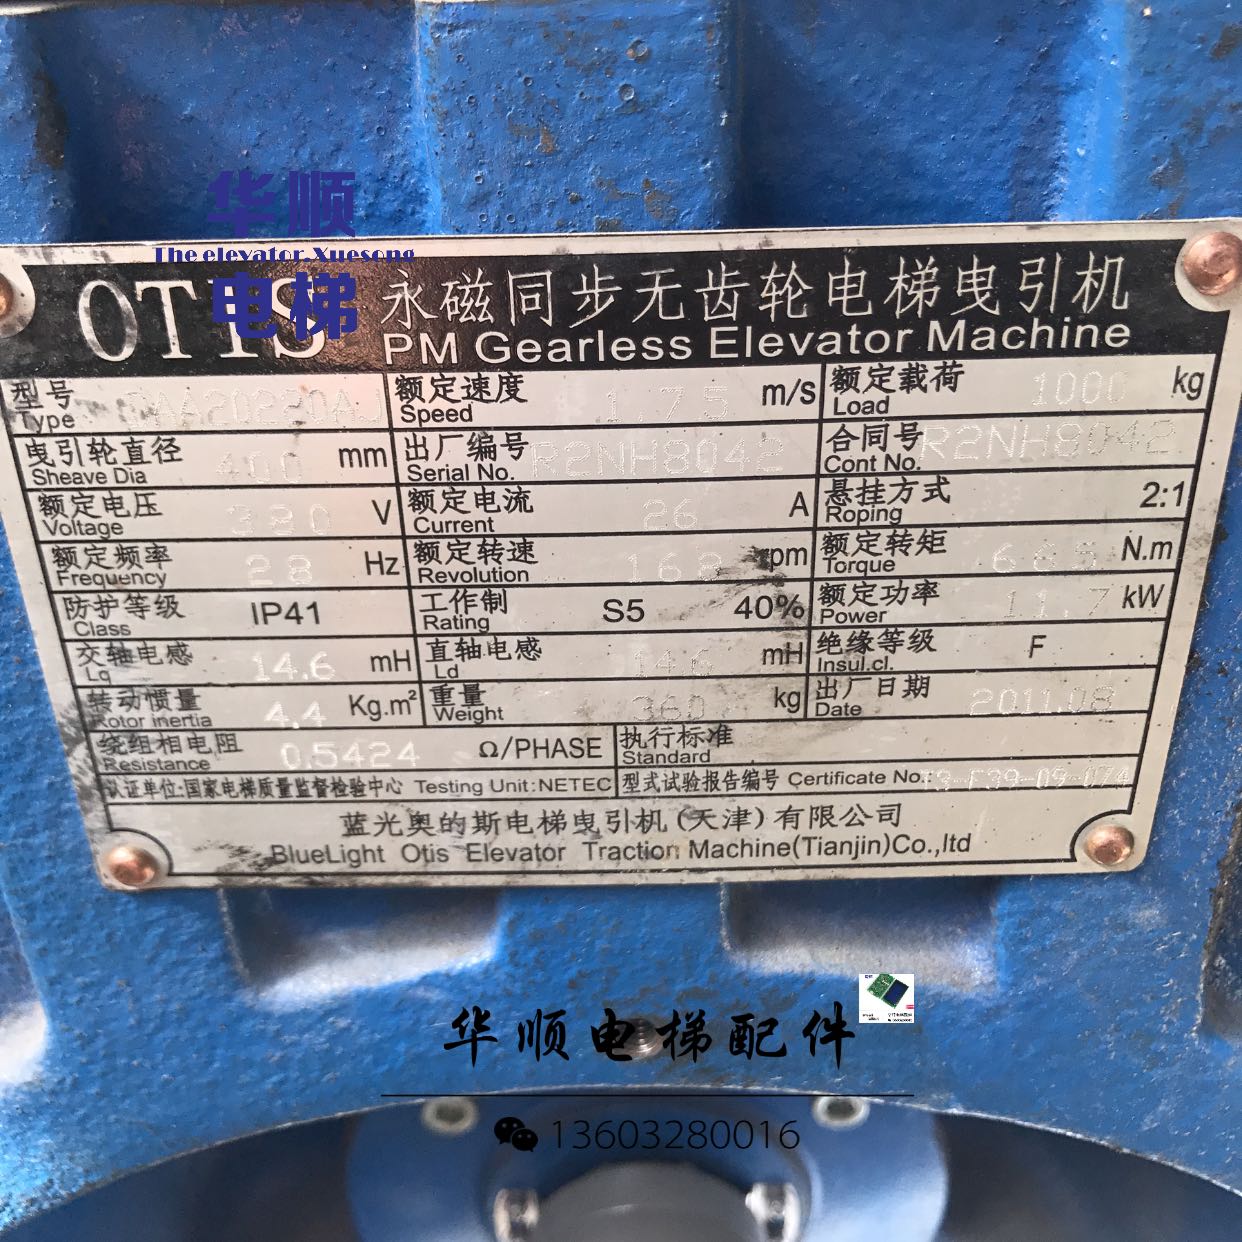 华顺
The elevator. Xuesong
电梯
OTIS 永磁同步无齿轮电梯曳引机
PM Gearless Elevator Machine
型号 额定速度 1.75 m/s 额定载荷 1000 kg
Type Speed Load
曳引轮直径 400 mm 出厂编号 R2NH8042 合同号 R2NH8042
Sheave Dia Serial No. Cont No.
额定电压 380 V 额定电流 26 A 悬挂方式 2:1
Voltage Current Roping
额定频率 28 Hz 额定转速 168 rpm 额定转矩 665 N.m
Frequency Revolution Torque
防护等级 IP41 工作制 S5 40% 额定功率 11.7 kW
Class Rating Power
交轴电感 14.6 mH 直轴电感 14.6 mH 绝缘等级 F
Lq Ld Insul.cl.
转动惯量 4.4 Kg.m² 重量 360 kg 出厂日期 2011.08
Rotor inertia Weight Date
绕组相电阻 0.5424 Ω/PHASE 执行标准
Resistance Standard
认证单位:国家电梯质量监督检验中心 Testing Unit:NETEC 型式试验报告编号 Certificate No.:
蓝光奥的斯电梯曳引机(天津)有限公司
BlueLight Otis Elevator Traction Machine(Tianjin)Co.,ltd
华顺电梯配件
13603280016